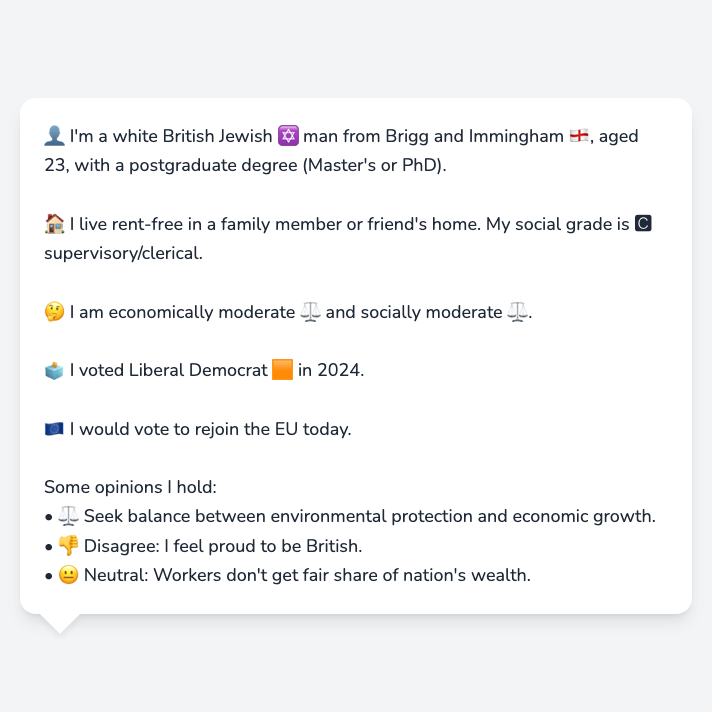 👤 I'm a white British Jewish ✡️ man from Brigg and Immingham 🏴󠁧󠁢󠁥󠁮󠁧󠁿, aged
23, with a postgraduate degree (Master's or PhD).
🏠 I live rent-free in a family member or friend's home. My social grade is 🅲
supervisory/clerical.
🤔 I am economically moderate ⚖️ and socially moderate ⚖️.
🗳️ I voted Liberal Democrat 🟧 in 2024.
🇪🇺 I would vote to rejoin the EU today.
Some opinions I hold:
• ⚖️ Seek balance between environmental protection and economic growth.
• 👎 Disagree: I feel proud to be British.
• 😐 Neutral: Workers don't get fair share of nation's wealth.